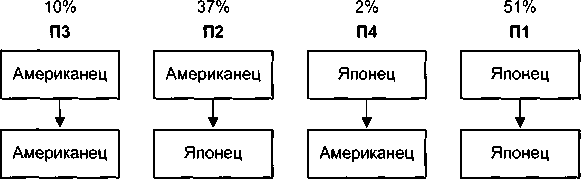 10% 37% 2% 51%
П3 П2 П4 П1
Американец Американец Японец Японец
Американец Японец Американец Японец